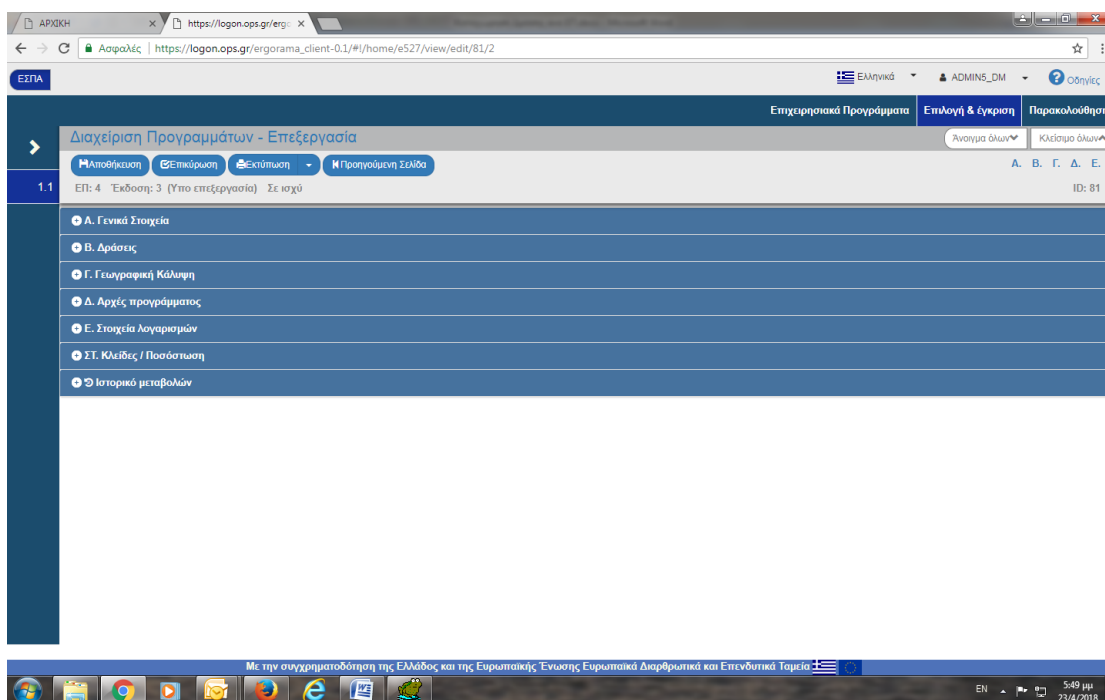 ΑΡΧΙΚΗ
https://logon.ops.gr/ergo
Ασφαλές | https://logon.ops.gr/ergorama_client-0.1/#!/home/e527/view/edit/81/2
ΕΣΠΑ Ελληνικά ADMIN5_DM Οδηγίες
Επιχειρησιακά Προγράμματα Επιλογή & έγκριση Παρακολούθησ
Διαχείριση Προγραμμάτων - Επεξεργασία Άνοιγμα όλων Κλείσιμο όλων
Αποθήκευση Επικύρωση Εκτύπωση Προηγούμενη Σελίδα Α. Β. Γ. Δ. Ε.
1.1 ΕΠ: 4 Έκδοση: 3 (Υπο επεξεργασία) Σε ισχύ ID: 81
Α. Γενικά Στοιχεία
Β. Δράσεις
Γ. Γεωγραφική Κάλυψη
Δ. Αρχές προγράμματος
Ε. Στοιχεία λογαρισμών
ΣΤ. Κλείδες / Ποσόστωση
Ιστορικό μεταβολών
Με την συγχρηματοδότηση της Ελλάδος και της Ευρωπαϊκής Ένωσης Ευρωπαϊκά Διαρθρωτικά και Επενδυτικά Ταμεία
EN 5:49 μμ
23/4/2018